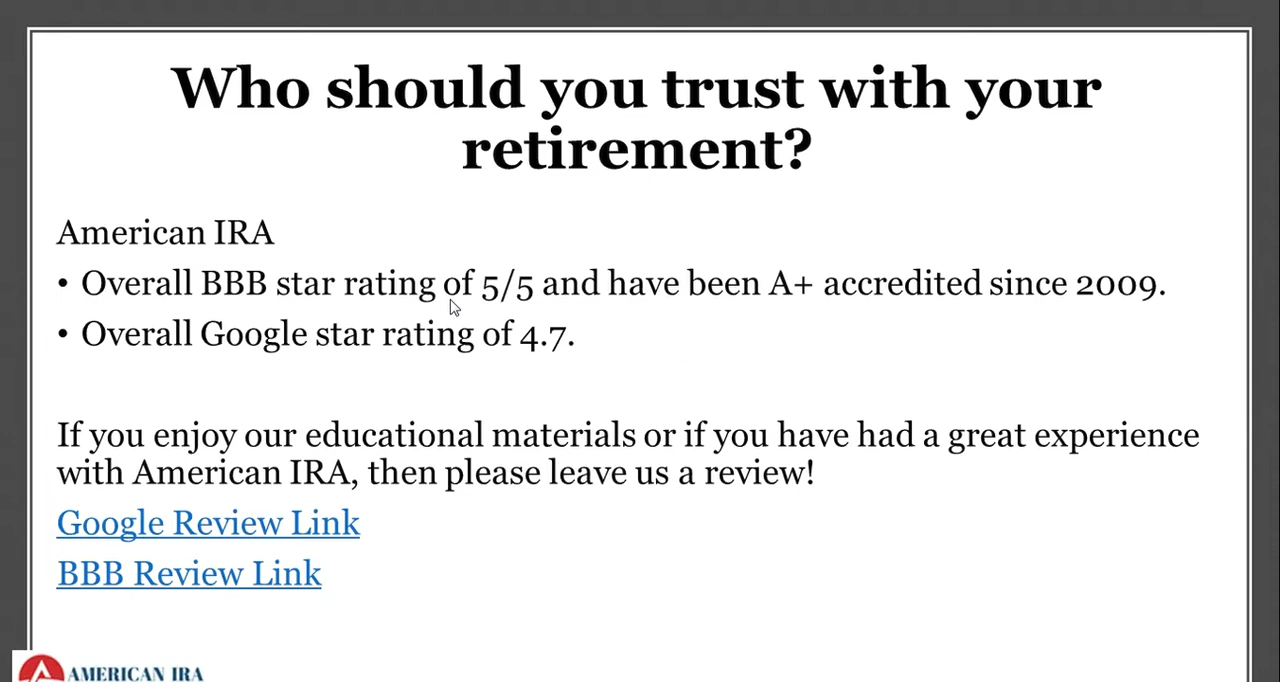 Who should you trust with your
retirement?
American IRA
• Overall BBB star rating of 5/5 and have been A+ accredited since 2009.
• Overall Google star rating of 4.7.
If you enjoy our educational materials or if you have had a great experience
with American IRA, then please leave us a review!
Google Review Link
BBB Review Link
AMERICAN IRA